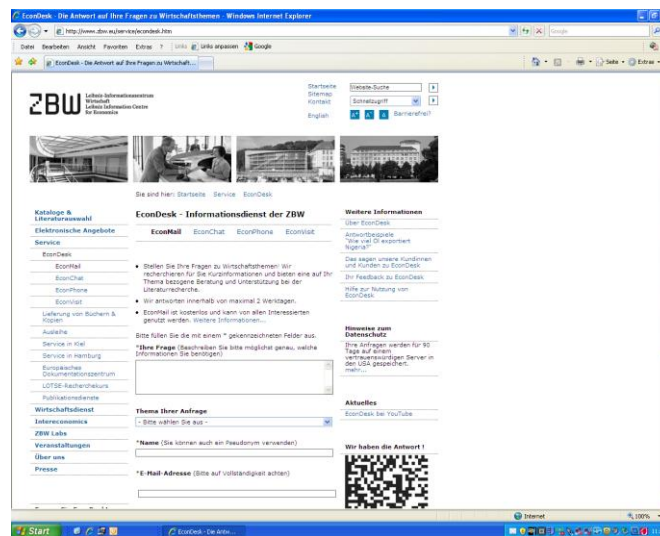 EconDesk - Die Antwort auf Ihre Fragen zu Wirtschaftsthemen - Windows Internet Explorer
http://www.zbw.eu/service/econdesk.htm
Google
Datei Bearbeiten Ansicht Favoriten Extras ? Links Links anpassen Google
EconDesk - Die Antwort auf Ihre Fragen zu Wirtschaft...
Seite Extras
ZBW
Leibniz-Informationszentrum
Wirtschaft
Leibniz Information Centre
for Economics
Startseite
Sitemap
Kontakt
English
Website-Suche
Schnellzugriff
A+ A- A Barrierefrei?
Sie sind hier: Startseite Service EconDesk
Kataloge &
Literaturauswahl
Elektronische Angebote
Service
EconDesk
EconMail
EconChat
EconPhone
EconVisit
Lieferung von Büchern &
Kopien
Ausleihe
Service in Kiel
Service in Hamburg
Europäisches
Dokumentationszentrum
LOTSE-Recherchekurs
Publikationsdienste
Wirtschaftsdienst
Intereconomics
ZBW Labs
Veranstaltungen
Über uns
Presse
EconDesk - Informationsdienst der ZBW
EconMail EconChat EconPhone EconVisit
Stellen Sie Ihre Fragen zu Wirtschaftsthemen: Wir
recherchieren für Sie Kurzinformationen und bieten eine auf Ihr
Thema bezogene Beratung und Unterstützung bei der
Literaturrecherche.
Wir antworten innerhalb von maximal 2 Werktagen.
EconMail ist kostenlos und kann von allen Interessierten
genutzt werden. Weitere Informationen...
Bitte füllen Sie die mit einem * gekennzeichneten Felder aus.
*Ihre Frage (Beschreiben Sie bitte möglichst genau, welche
Informationen Sie benötigen)
Thema Ihrer Anfrage
- Bitte wählen Sie aus -
*Name (Sie können auch ein Pseudonym verwenden)
*E-Mail-Adresse (Bitte auf Vollständigkeit achten)
Weitere Informationen
Über EconDesk
Antwortbeispiele
"Wie viel Öl exportiert
Nigeria?"
Das sagen unsere Kundinnen
und Kunden zu EconDesk
Ihr Feedback zu EconDesk
Hilfe zur Nutzung von
EconDesk
Hinweise zum
Datenschutz
Ihre Anfragen werden für 90
Tage auf einem
vertrauenswürdigen Server in
den USA gespeichert.
mehr...
Aktuelles
EconDesk bei YouTube
Wir haben die Antwort !
Internet 100%
Start
EconDesk - Die Antw...